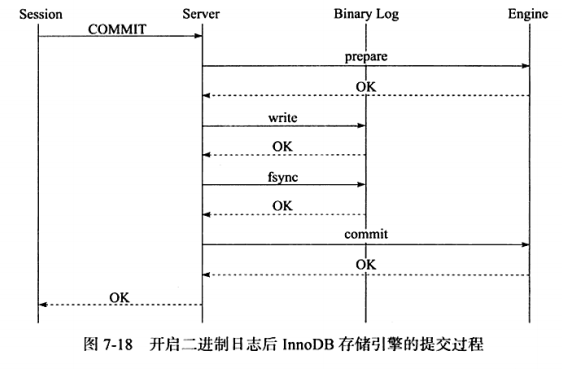 Session Server Binary Log Engine
COMMIT
prepare
OK
write
OK
fsync
OK
commit
OK
OK
图 7-18 开启二进制日志后 InnoDB 存储引擎的提交过程